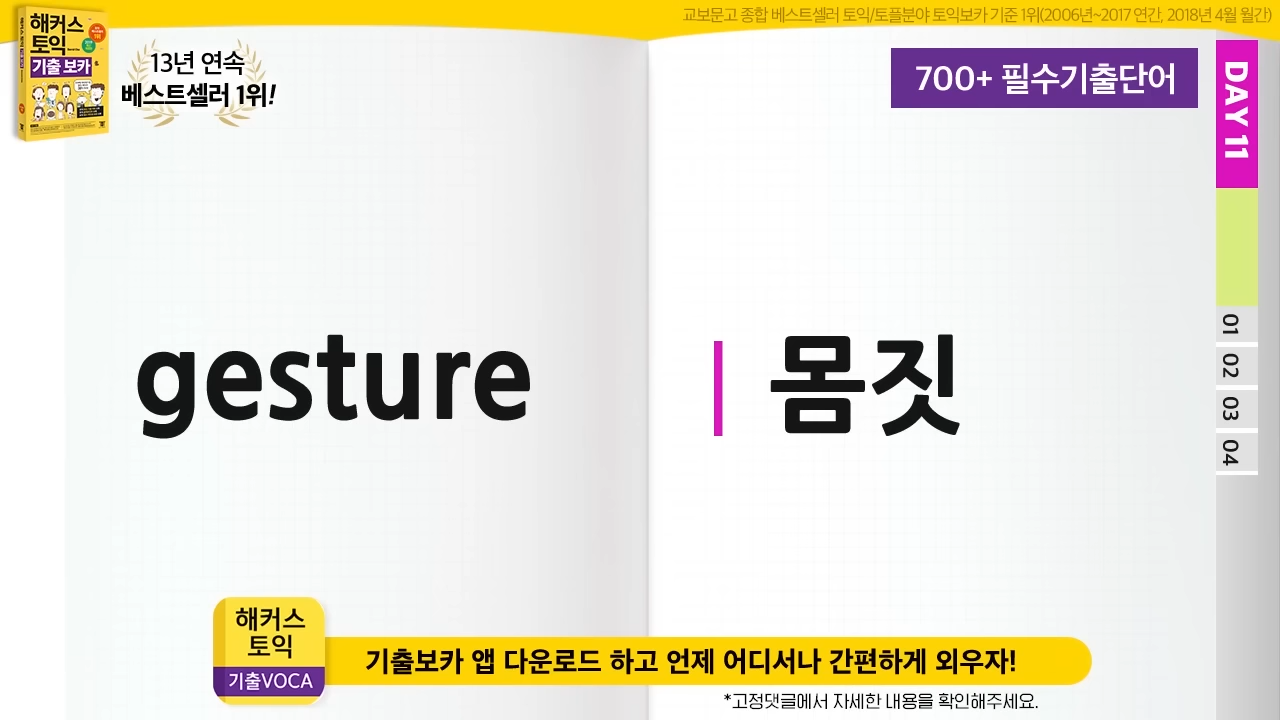 교보문고 종합 베스트셀러 토익/토플분야 토익보카 기준 1위(2006년~2017 연간, 2018년 4월 월간)
해커스
토익
기출 보카
13년 연속
베스트셀러 1위!
700+ 필수기출단어
DAY 11
01
02
03
04
gesture
몸짓
해커스
토익
기출VOCA
기출보카 앱 다운로드 하고 언제 어디서나 간편하게 외우자!
*고정댓글에서 자세한 내용을 확인해주세요.